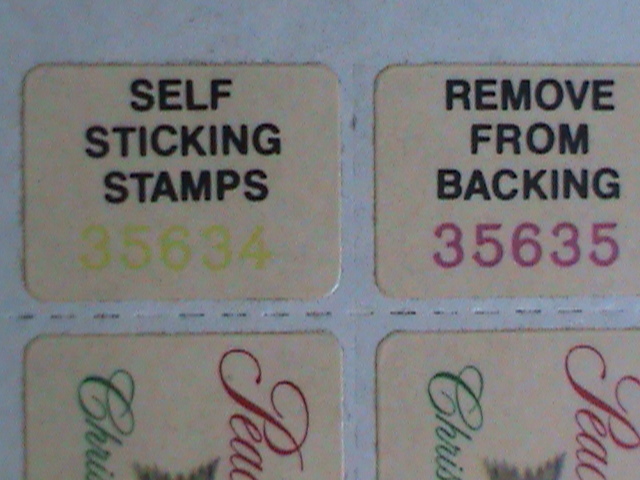 SELF
STICKING
STAMPS
35634
REMOVE
FROM
BACKING
35635